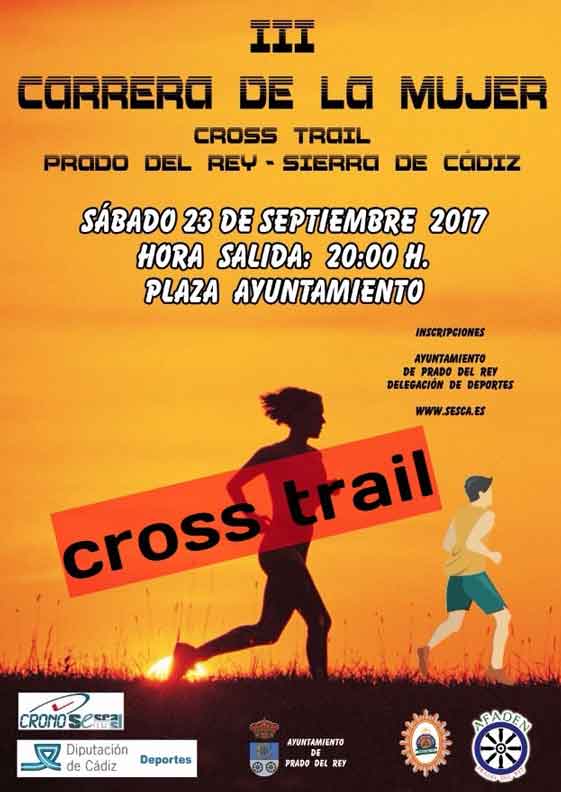 III
CARRERA DE LA MUJER
CROSS TRAIL
PRADO DEL REY - SIERRA DE CÁDIZ
SÁBADO 23 DE SEPTIEMBRE 2017
HORA SALIDA: 20:00 H.
PLAZA AYUNTAMIENTO
INSCRIPCIONES
AYUNTAMIENTO
DE PRADO DEL REY
DELEGACIÓN DE DEPORTES
WWW.SESCA.ES
cross trail
CRONOSESCA
Diputación
de Cádiz
Deportes
AYUNTAMIENTO
DE
PRADO DEL REY
AFADEN